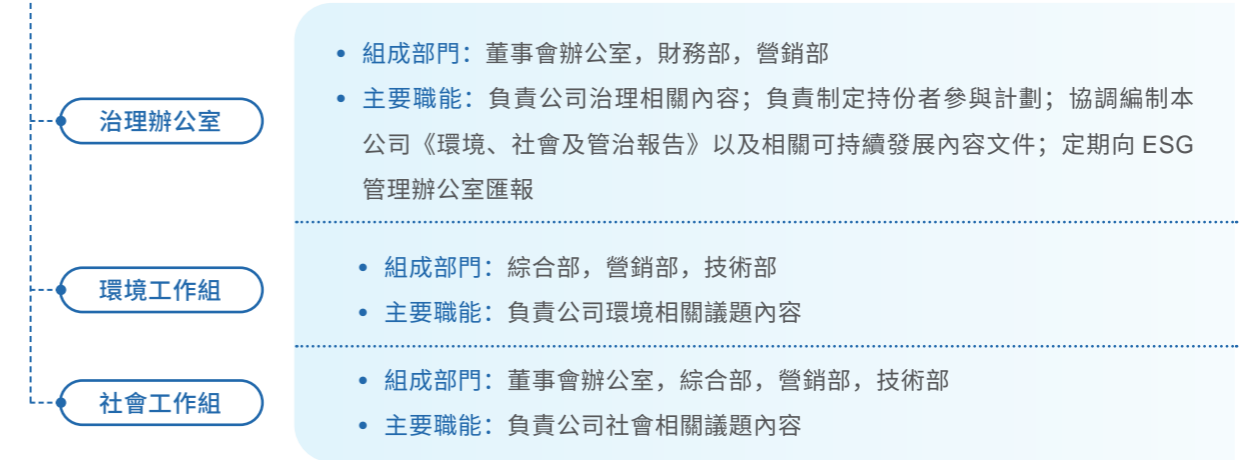 治理辦公室
• 組成部門：董事會辦公室，財務部，營銷部
• 主要職能：負責公司治理相關內容；負責制定持份者參與計劃；協調編制本
公司《環境、社會及管治報告》以及相關可持續發展內容文件；定期向 ESG
管理辦公室匯報
環境工作組
• 組成部門：綜合部，營銷部，技術部
• 主要職能：負責公司環境相關議題內容
社會工作組
• 組成部門：董事會辦公室，綜合部，營銷部，技術部
• 主要職能：負責公司社會相關議題內容